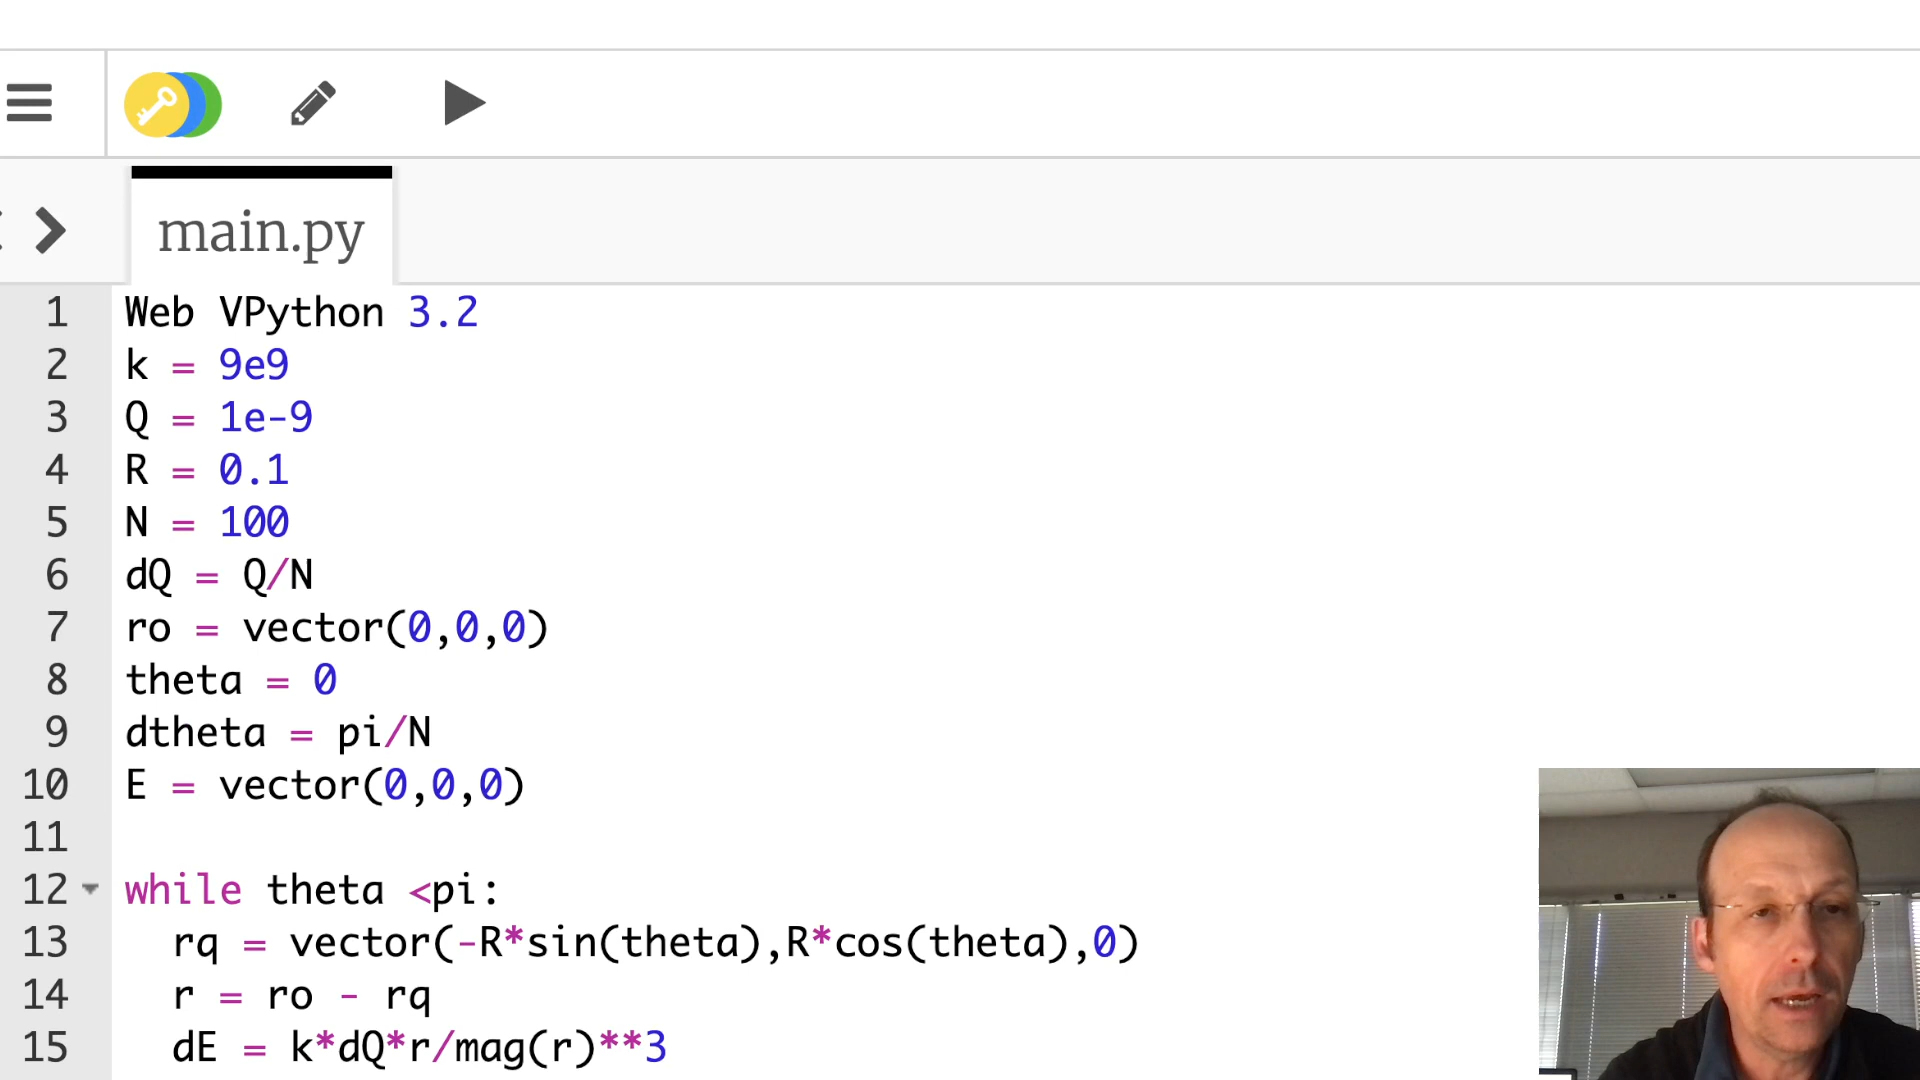 main.py
1 Web VPython 3.2
2 k = 9e9
3 Q = 1e-9
4 R = 0.1
5 N = 100
6 dQ = Q/N
7 ro = vector(0,0,0)
8 theta = 0
9 dtheta = pi/N
10 E = vector(0,0,0)
11
12 while theta <pi:
13   rq = vector(-R*sin(theta),R*cos(theta),0)
14   r = ro - rq
15   dE = k*dQ*r/mag(r)**3